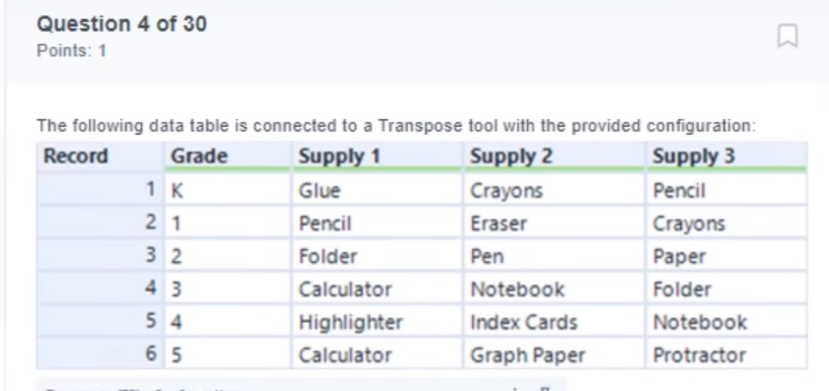 Question 4 of 30
Points: 1
The following data table is connected to a Transpose tool with the provided configuration:
Record Grade Supply 1 Supply 2 Supply 3
1 K Glue Crayons Pencil
2 1 Pencil Eraser Crayons
3 2 Folder Pen Paper
4 3 Calculator Notebook Folder
5 4 Highlighter Index Cards Notebook
6 5 Calculator Graph Paper Protractor